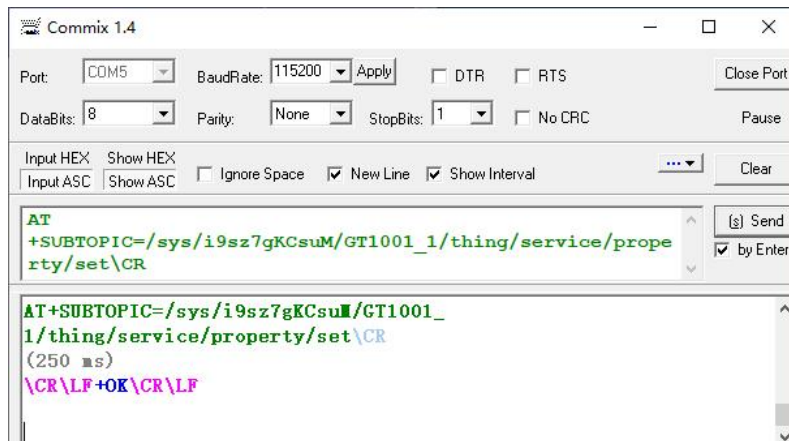 Commix 1.4
Port: COM5 BaudRate: 115200 Apply DTR RTS Close Port
DataBits: 8 Parity: None StopBits: 1 No CRC Pause
Input HEX Show HEX
Input ASC Show ASC Ignore Space New Line Show Interval ... Clear
AT
+SUBTOPIC=/sys/i9sz7gKCsuM/GT1001_1/thing/service/prope
rty/set\CR
(s) Send
by Enter
AT+SUBTOPIC=/sys/i9sz7gKCsuM/GT1001_
1/thing/service/property/set\CR
(250 ms)
\CR\LF+OK\CR\LF